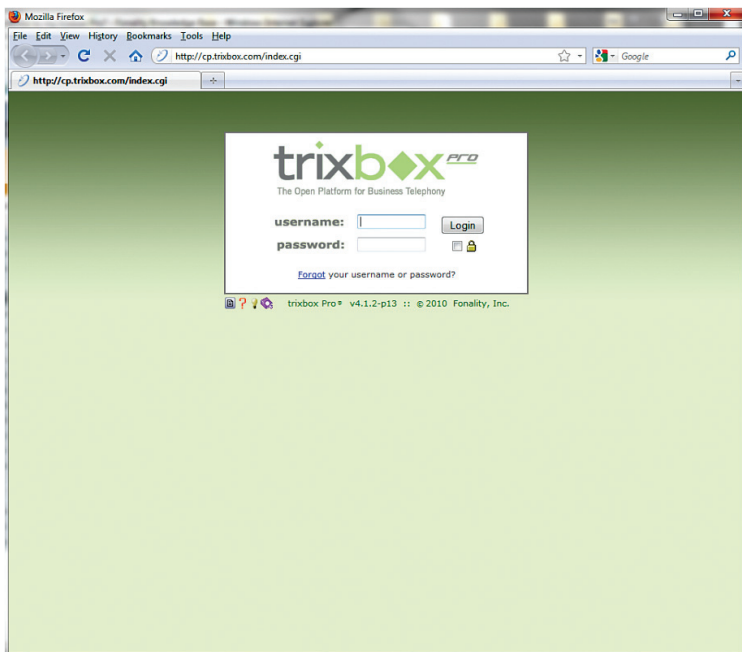 Mozilla Firefox
File Edit View History Bookmarks Tools Help
http://cp.trixbox.com/index.cgi
Google
http://cp.trixbox.com/index.cgi
trixbox pro
The Open Platform for Business Telephony
username:
Login
password:
Forgot your username or password?
trixbox Pro® v4.1.2-p13 :: © 2010 Fonality, Inc.